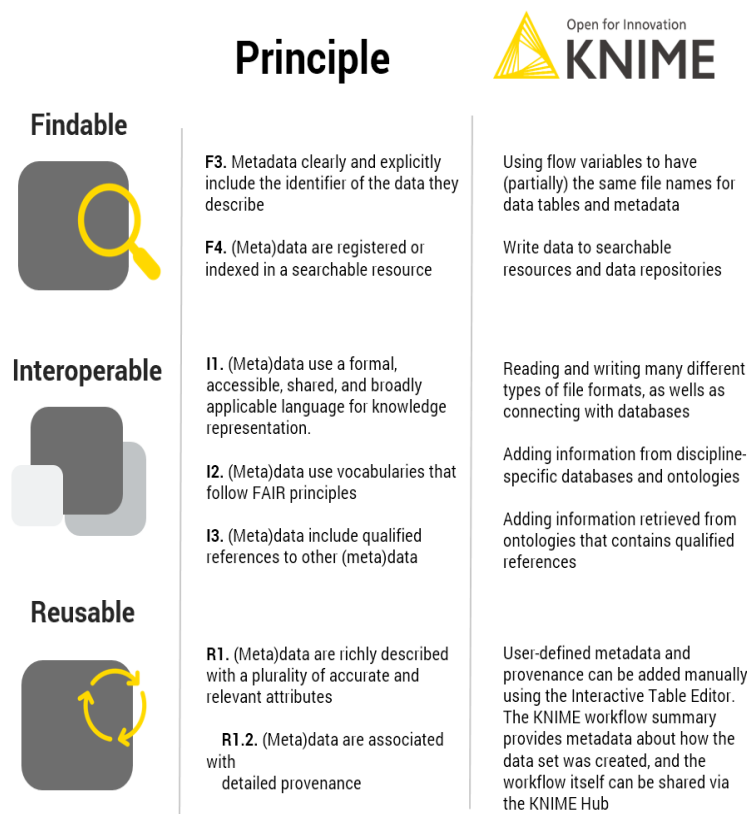 Principle
Open for Innovation
KNIME
Findable
F3. Metadata clearly and explicitly
include the identifier of the data they
describe
F4. (Meta)data are registered or
indexed in a searchable resource
Using flow variables to have
(partially) the same file names for
data tables and metadata
Write data to searchable
resources and data repositories
Interoperable
I1. (Meta)data use a formal,
accessible, shared, and broadly
applicable language for knowledge
representation.
I2. (Meta)data use vocabularies that
follow FAIR principles
I3. (Meta)data include qualified
references to other (meta)data
Reading and writing many different
types of file formats, as wells as
connecting with databases
Adding information from discipline-
specific databases and ontologies
Adding information retrieved from
ontologies that contains qualified
references
Reusable
R1. (Meta)data are richly described
with a plurality of accurate and
relevant attributes
R1.2. (Meta)data are associated
with
detailed provenance
User-defined metadata and
provenance can be added manually
using the Interactive Table Editor.
The KNIME workflow summary
provides metadata about how the
data set was created, and the
workflow itself can be shared via
the KNIME Hub